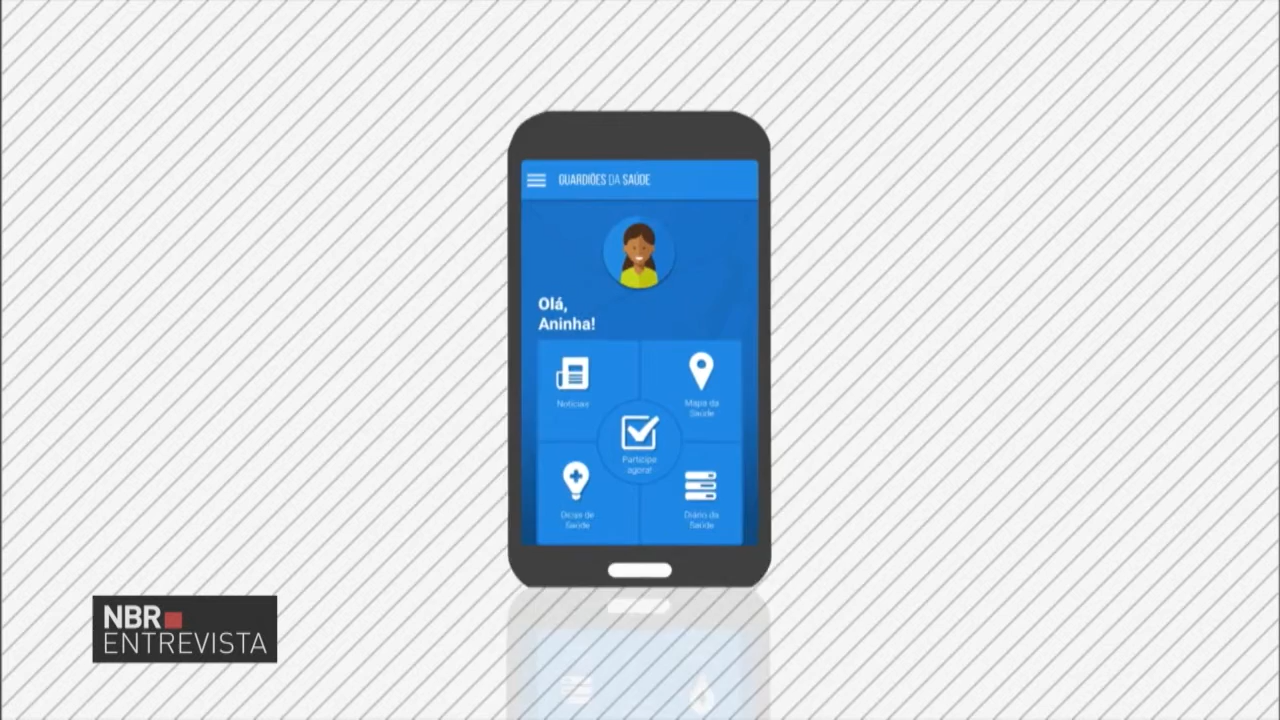 GUARDIÕES DA SAÚDE
Olá,
Aninha!
Notícias
Mapa da
Saúde
Participe
agora!
Dicas de
Saúde
Diário da
Saúde
NBR
ENTREVISTA